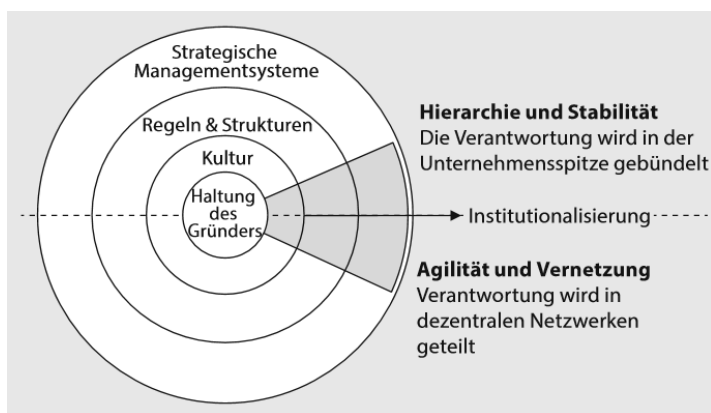 Strategische
Managementsysteme
Regeln & Strukturen
Kultur
Haltung
des
Gründers
Hierarchie und Stabilität
Die Verantwortung wird in der
Unternehmensspitze gebündelt
Institutionalisierung
Agilität und Vernetzung
Verantwortung wird in
dezentralen Netzwerken
geteilt